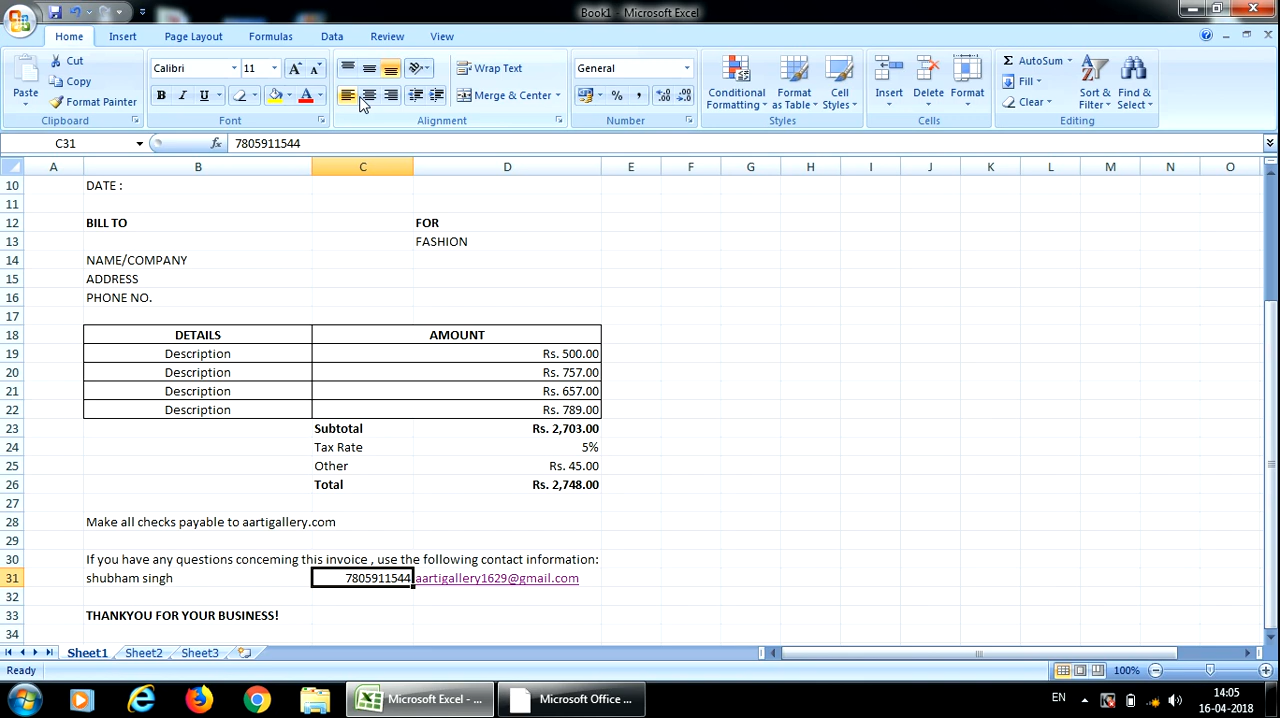 Book1 - Microsoft Excel
Home Insert Page Layout Formulas Data Review View
Paste Cut Copy Format Painter Clipboard
Calibri 11 A A B I U A Font
Wrap Text Merge & Center Alignment
General % , .0 .00 .00 .0 Number
Conditional Formatting Format as Table Cell Styles Styles
Insert Delete Format Cells
Σ AutoSum Fill Clear Sort & Filter Find & Select Editing
C31 fx 7805911544
A B C D E F G H I J K L M N O
10 DATE :
11
12 BILL TO FOR
13 FASHION
14 NAME/COMPANY
15 ADDRESS
16 PHONE NO.
17
18 DETAILS AMOUNT
19 Description Rs. 500.00
20 Description Rs. 757.00
21 Description Rs. 657.00
22 Description Rs. 789.00
23 Subtotal Rs. 2,703.00
24 Tax Rate 5%
25 Other Rs. 45.00
26 Total Rs. 2,748.00
27
28 Make all checks payable to aartigallery.com
29
30 If you have any questions conceming this invoice , use the following contact information:
31 shubham singh 7805911544 aartigallery1629@gmail.com
32
33 THANKYOU FOR YOUR BUSINESS!
34
Sheet1 Sheet2 Sheet3
Ready 100%
Microsoft Excel - ... Microsoft Office ... EN 14:05
16-04-2018